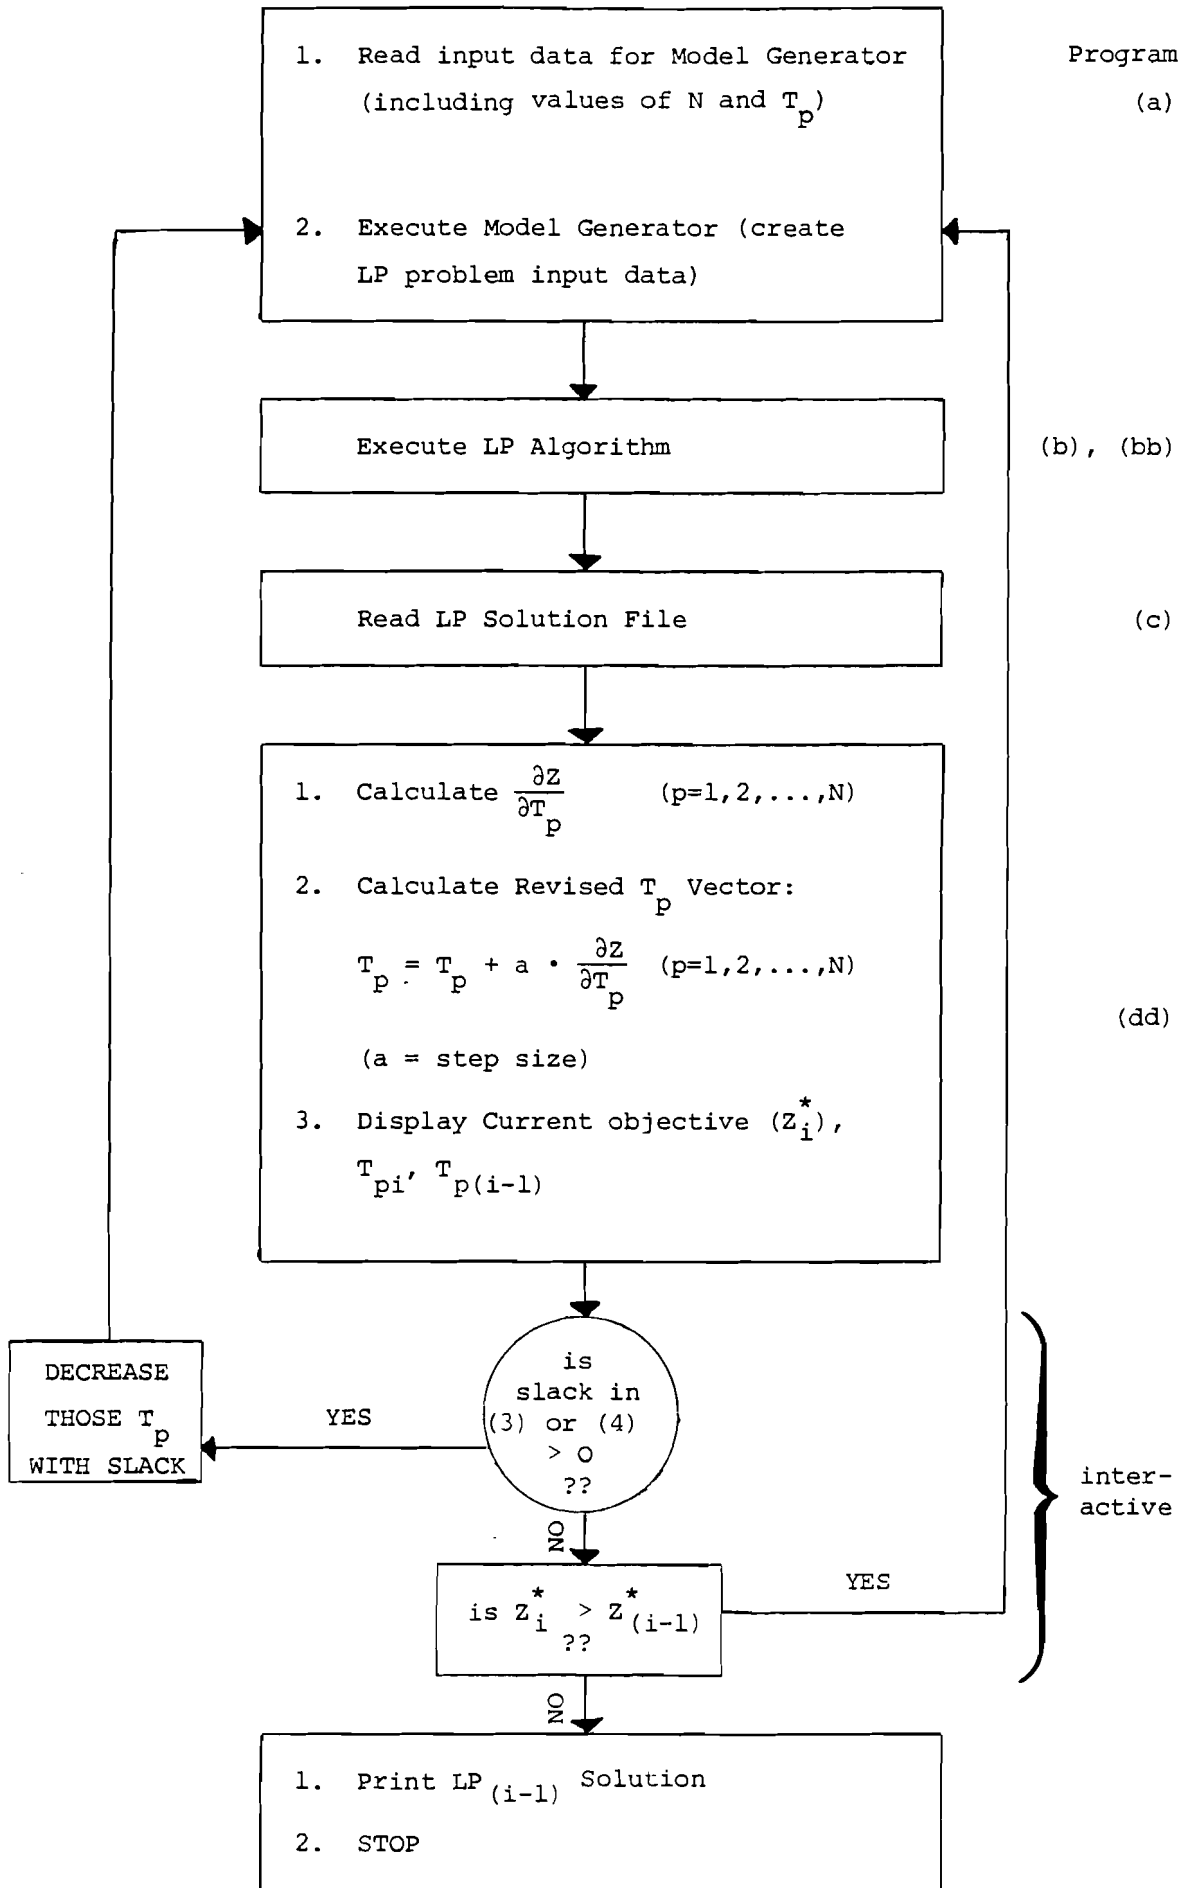 1. Read input data for Model Generator
Program
(including values of N and T_p)
(a)
2. Execute Model Generator (create
LP problem input data)
Execute LP Algorithm
(b), (bb)
Read LP Solution File
(c)
1. Calculate ∂Z/∂T_p (p=1,2,...,N)
2. Calculate Revised T_p Vector:
T_p = T_p + a · ∂Z/∂T_p (p=1,2,...,N)
(dd)
(a = step size)
3. Display Current objective (Z_i^*),
T_pi, T_p(i-1)
DECREASE
THOSE T_p
WITH SLACK
YES
is
slack in
(3) or (4)
> 0
??
inter-
active
NO
is Z_i^* > Z_(i-1)^*
??
YES
NO
1. Print LP_(i-1) Solution
2. STOP